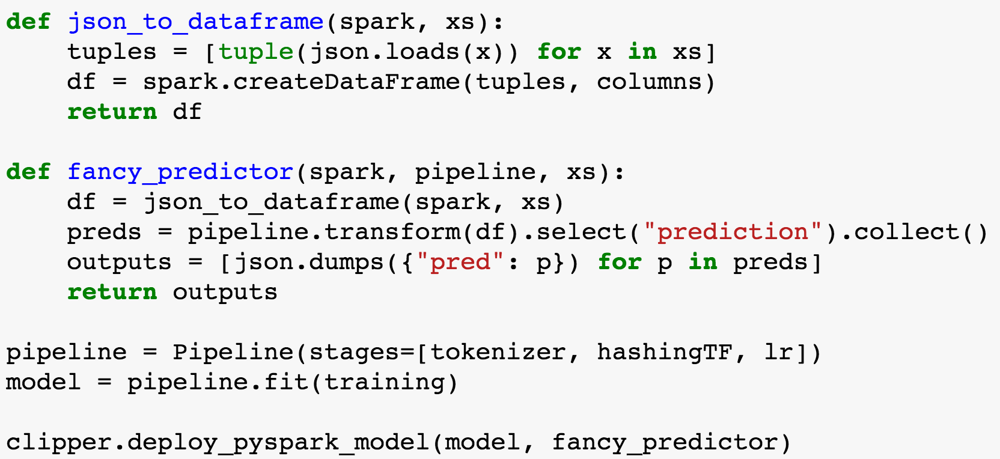 def json_to_dataframe(spark, xs):
    tuples = [tuple(json.loads(x)) for x in xs]
    df = spark.createDataFrame(tuples, columns)
    return df

def fancy_predictor(spark, pipeline, xs):
    df = json_to_dataframe(spark, xs)
    preds = pipeline.transform(df).select("prediction").collect()
    outputs = [json.dumps({"pred": p}) for p in preds]
    return outputs

pipeline = Pipeline(stages=[tokenizer, hashingTF, lr])
model = pipeline.fit(training)

clipper.deploy_pyspark_model(model, fancy_predictor)